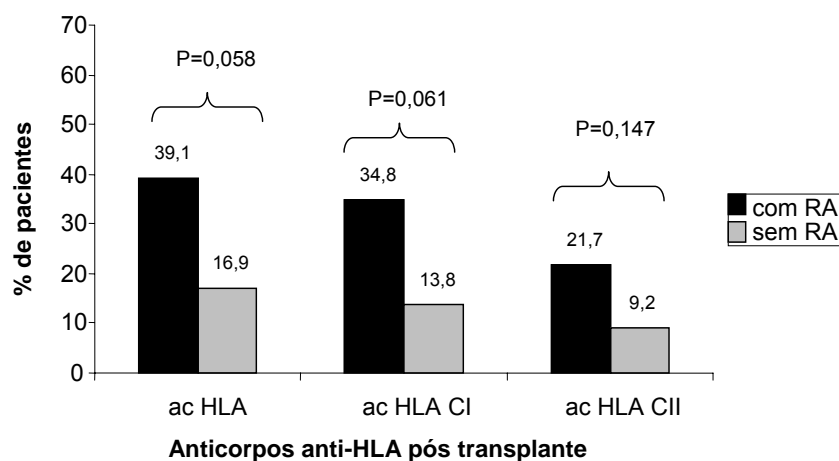 70
60
50
40
30
20
10
0
% de pacientes
P=0,058
P=0,061
P=0,147
39,1
16,9
34,8
13,8
21,7
9,2
com RA
sem RA
ac HLA
ac HLA CI
ac HLA CII
Anticorpos anti-HLA pós transplante